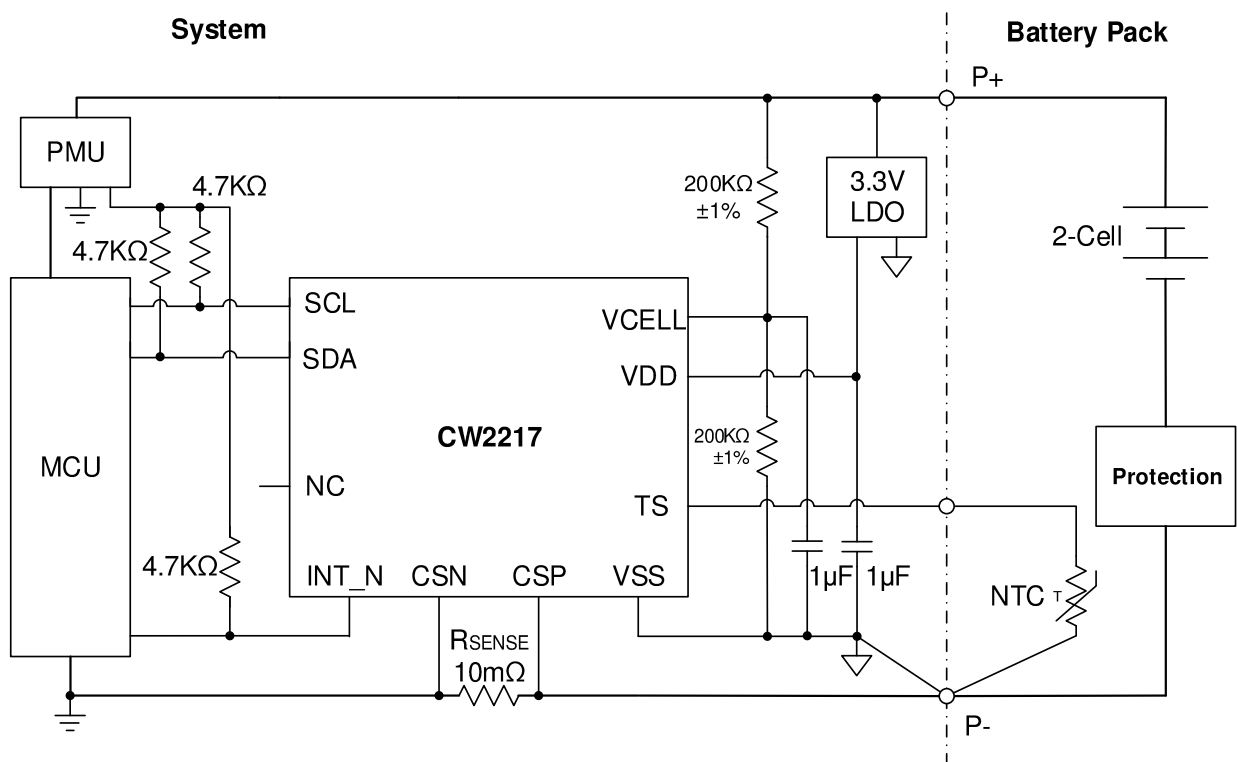 System
Battery Pack
P+
PMU
4.7KΩ
200KΩ
±1%
3.3V
LDO
4.7KΩ
2-Cell
SCL
VCELL
SDA
VDD
CW2217
200KΩ
±1%
MCU
NC
TS
Protection
4.7KΩ
INT_N
CSN
CSP
VSS
1µF
1µF
NTC
T
RSENSE
10mΩ
P-